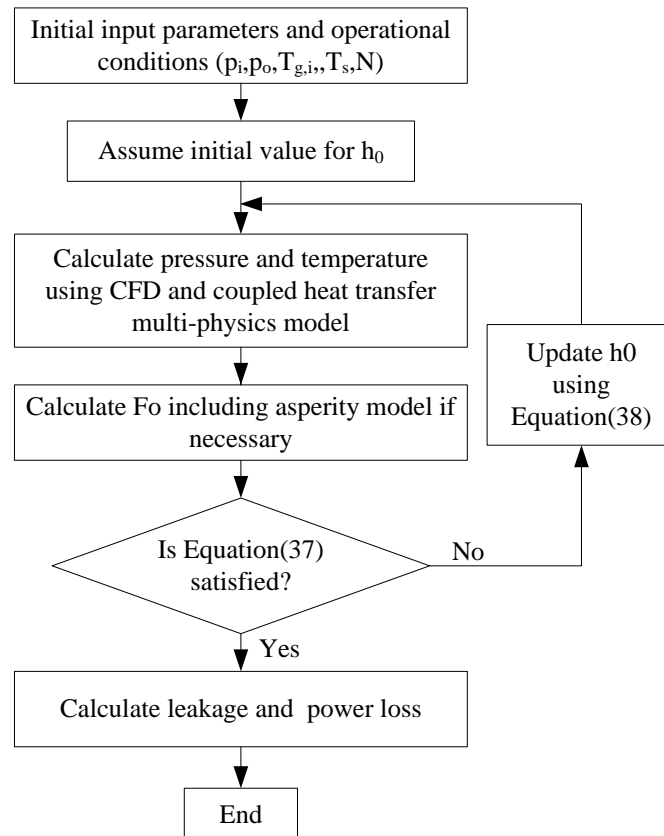 Initial input parameters and operational
conditions (pi,po,Tg,i,,Ts,N)
Assume initial value for h0
Calculate pressure and temperature
using CFD and coupled heat transfer
multi-physics model
Update h0
using
Equation(38)
Calculate Fo including asperity model if
necessary
Is Equation(37)
satisfied?
No
Yes
Calculate leakage and power loss
End